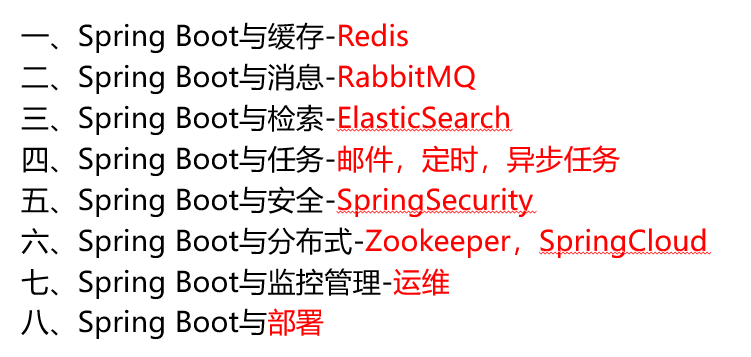 一、Spring Boot与缓存-Redis
二、Spring Boot与消息-RabbitMQ
三、Spring Boot与检索-ElasticSearch
四、Spring Boot与任务-邮件，定时，异步任务
五、Spring Boot与安全-SpringSecurity
六、Spring Boot与分布式-Zookeeper，SpringCloud
七、Spring Boot与监控管理-运维
八、Spring Boot与部署